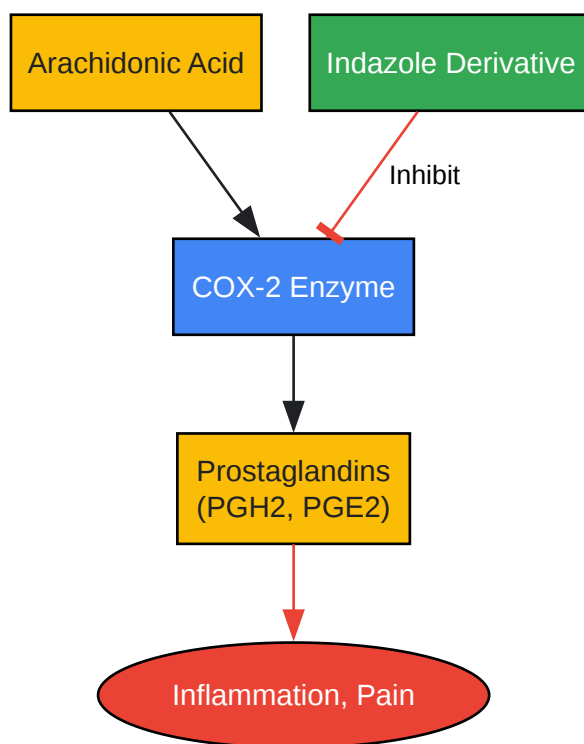 Arachidonic Acid
Indazole Derivative
Inhibit
COX-2 Enzyme
Prostaglandins
(PGH2, PGE2)
Inflammation, Pain